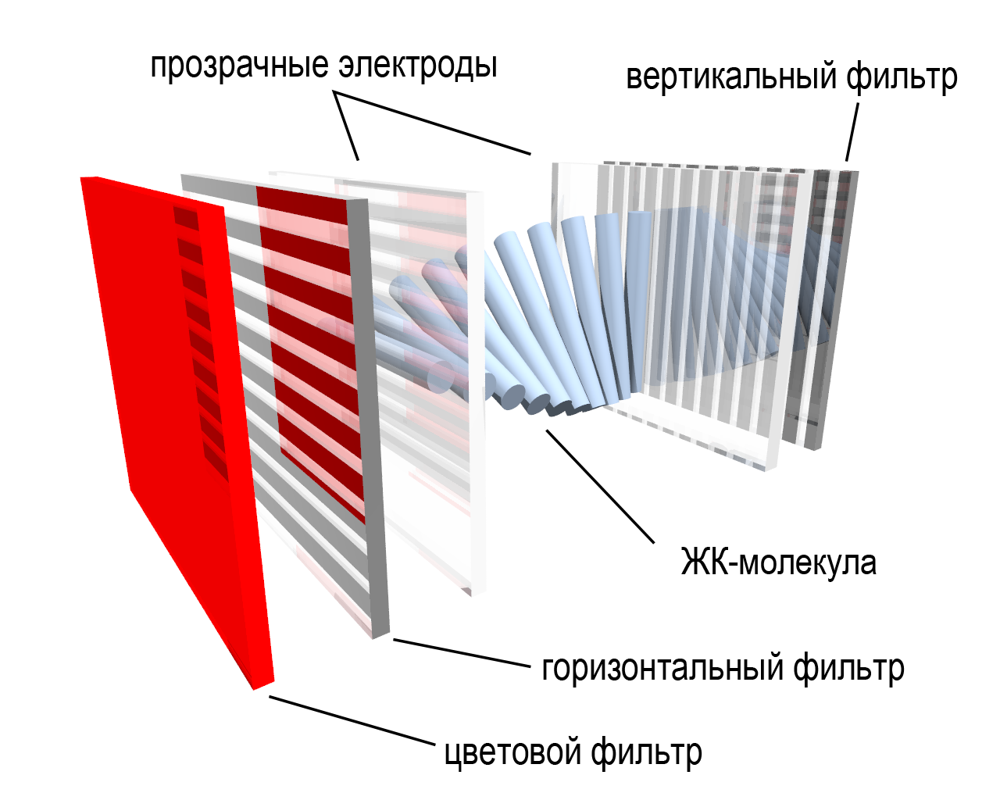 прозрачные электроды
вертикальный фильтр
ЖК-молекула
горизонтальный фильтр
цветовой фильтр